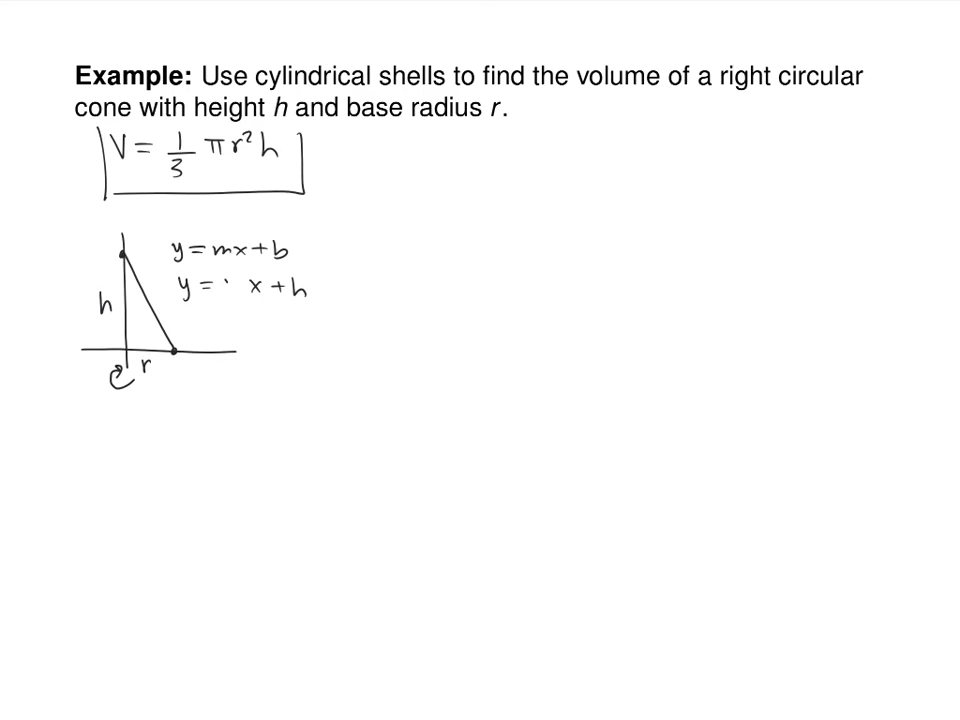 Example: Use cylindrical shells to find the volume of a right circular
cone with height h and base radius r.
V = 1/3 π r² h
y = mx + b
y = x + h
h
r